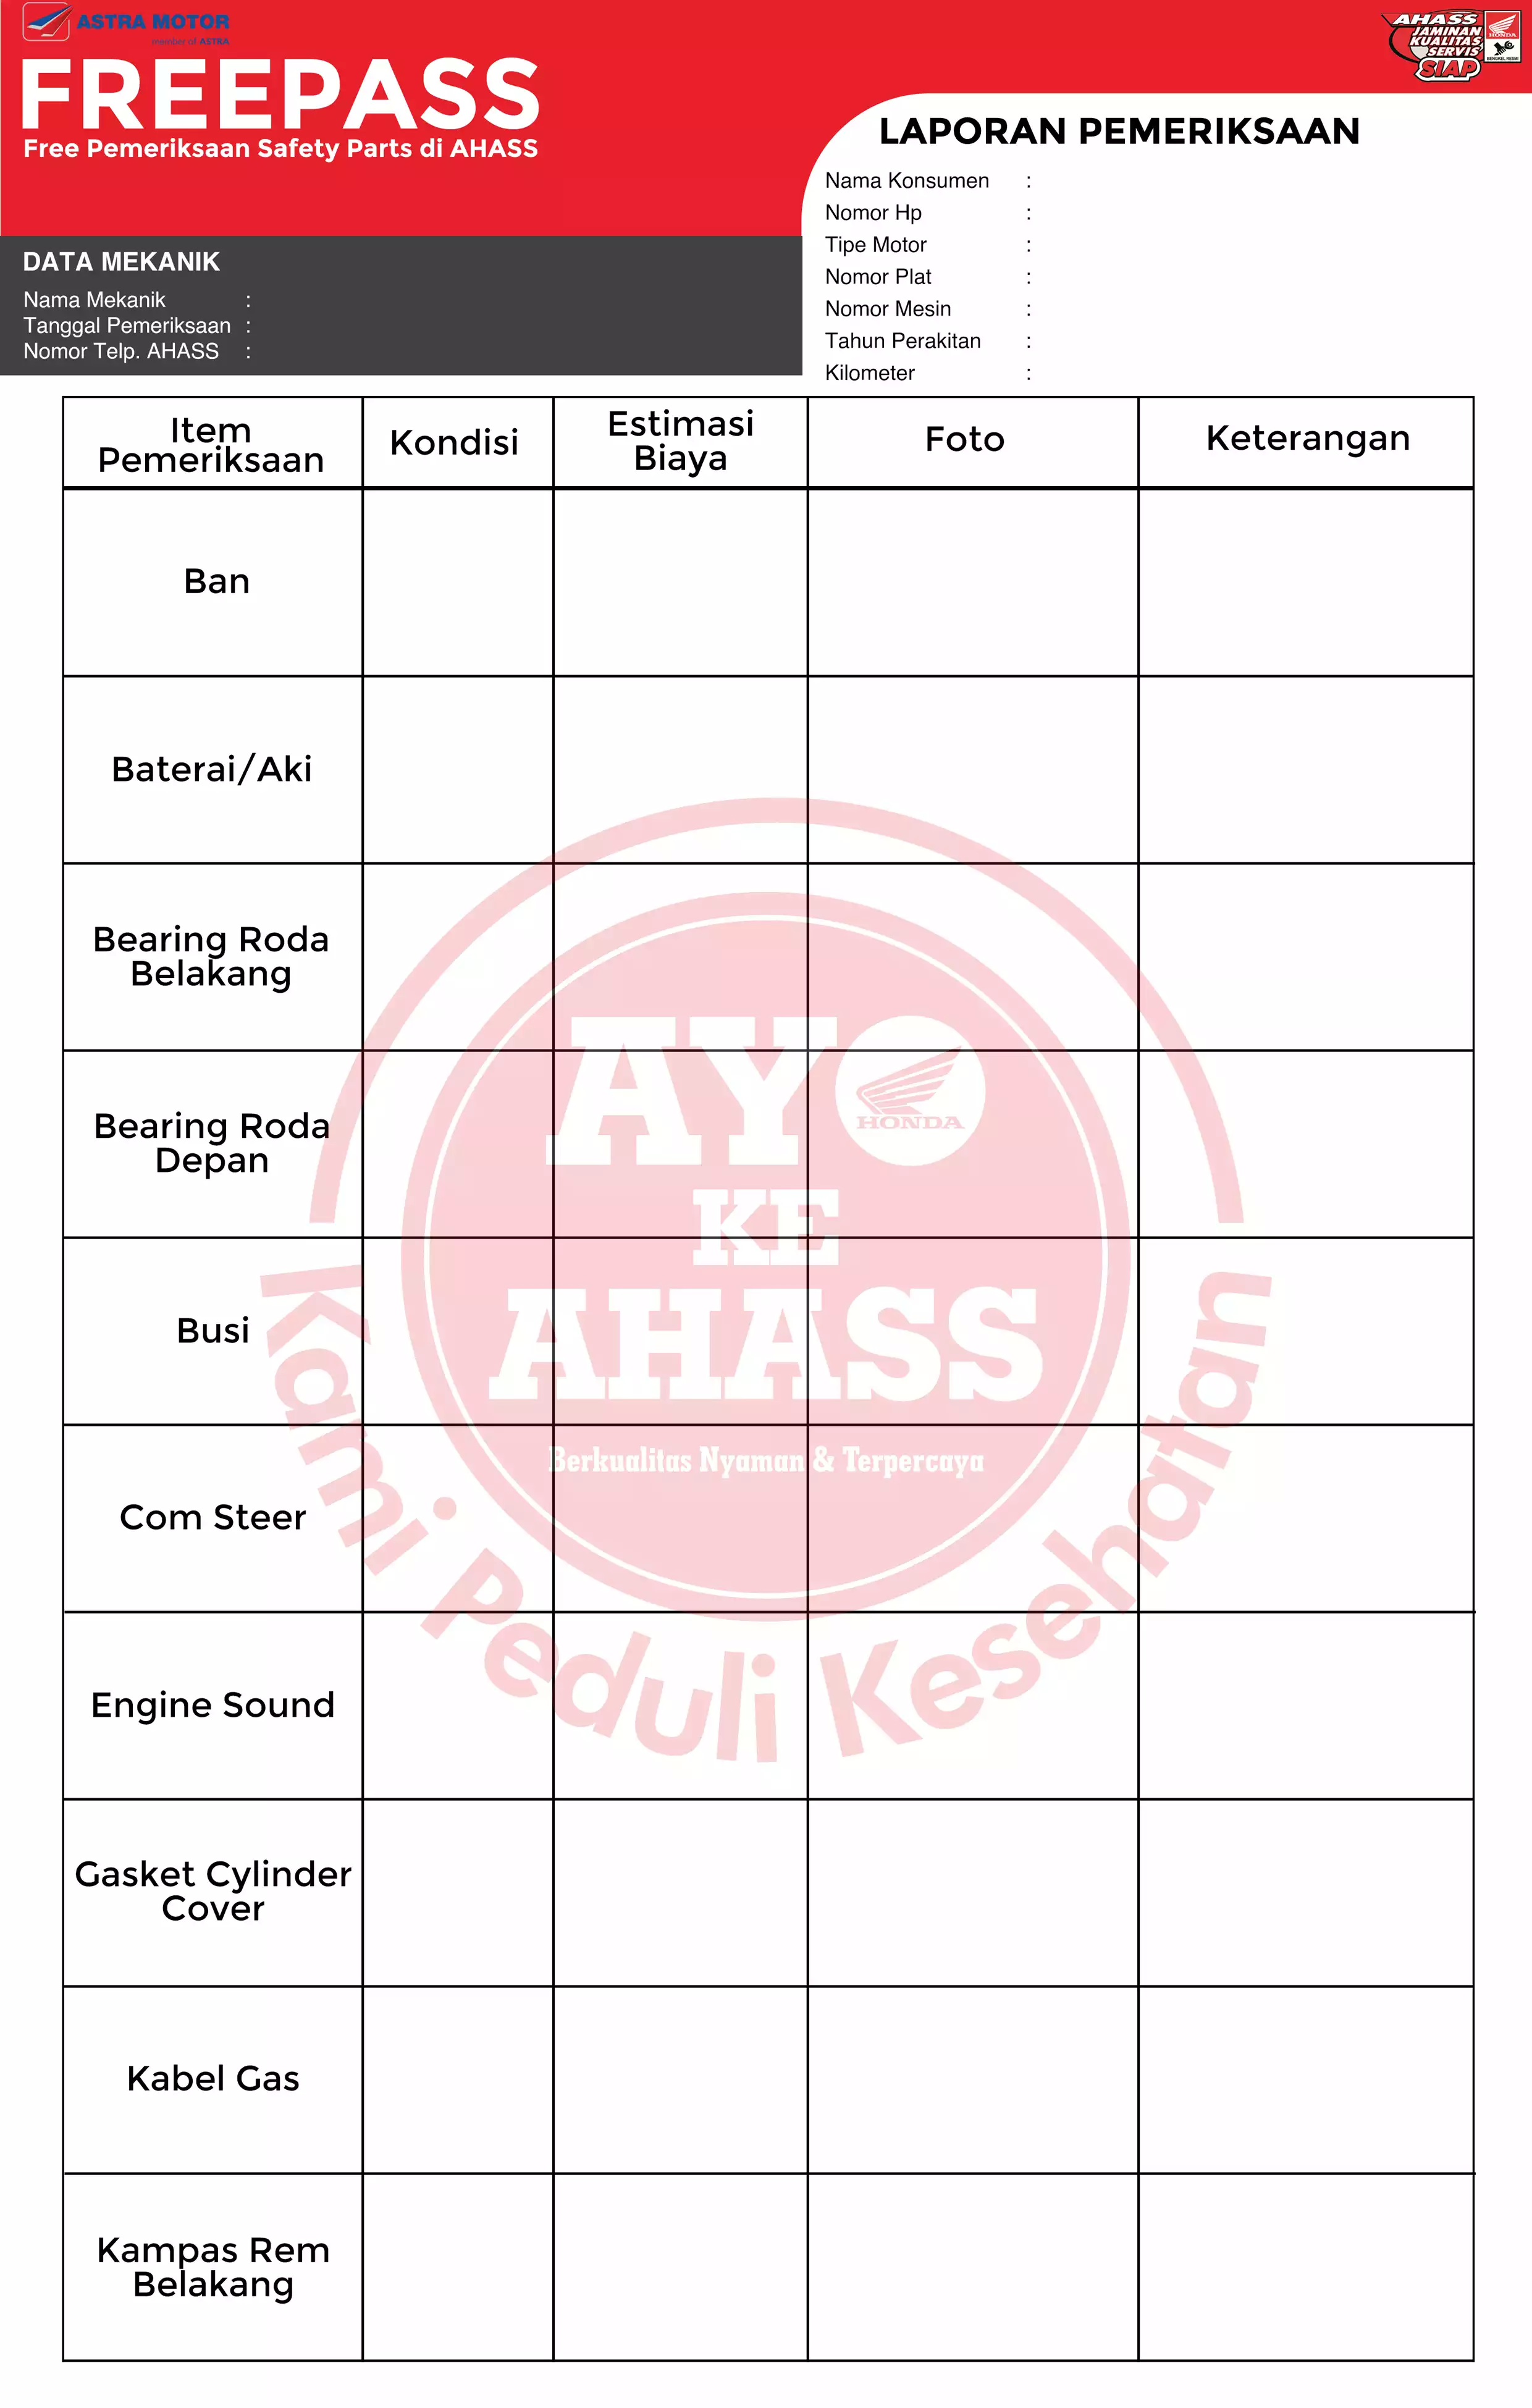 ASTRA MOTOR
member of ASTRA
FREEPASS
Free Pemeriksaan Safety Parts di AHASS
AHASS
JAMINAN
KUALITAS
SERVIS
SIAP
HONDA
BENGKEL RESMI
LAPORAN PEMERIKSAAN
Nama Konsumen :
Nomor Hp :
Tipe Motor :
Nomor Plat :
Nomor Mesin :
Tahun Perakitan :
Kilometer :
DATA MEKANIK
Nama Mekanik :
Tanggal Pemeriksaan :
Nomor Telp. AHASS :
Item
Pemeriksaan
Kondisi
Estimasi
Biaya
Foto
Keterangan
Ban
Baterai/Aki
Bearing Roda
Belakang
Bearing Roda
Depan
Busi
Com Steer
Engine Sound
Gasket Cylinder
Cover
Kabel Gas
Kampas Rem
Belakang
AY
HONDA
KE
AHASS
Berkualitas Nyaman & Terpercaya
Kami Peduli Kesehatan